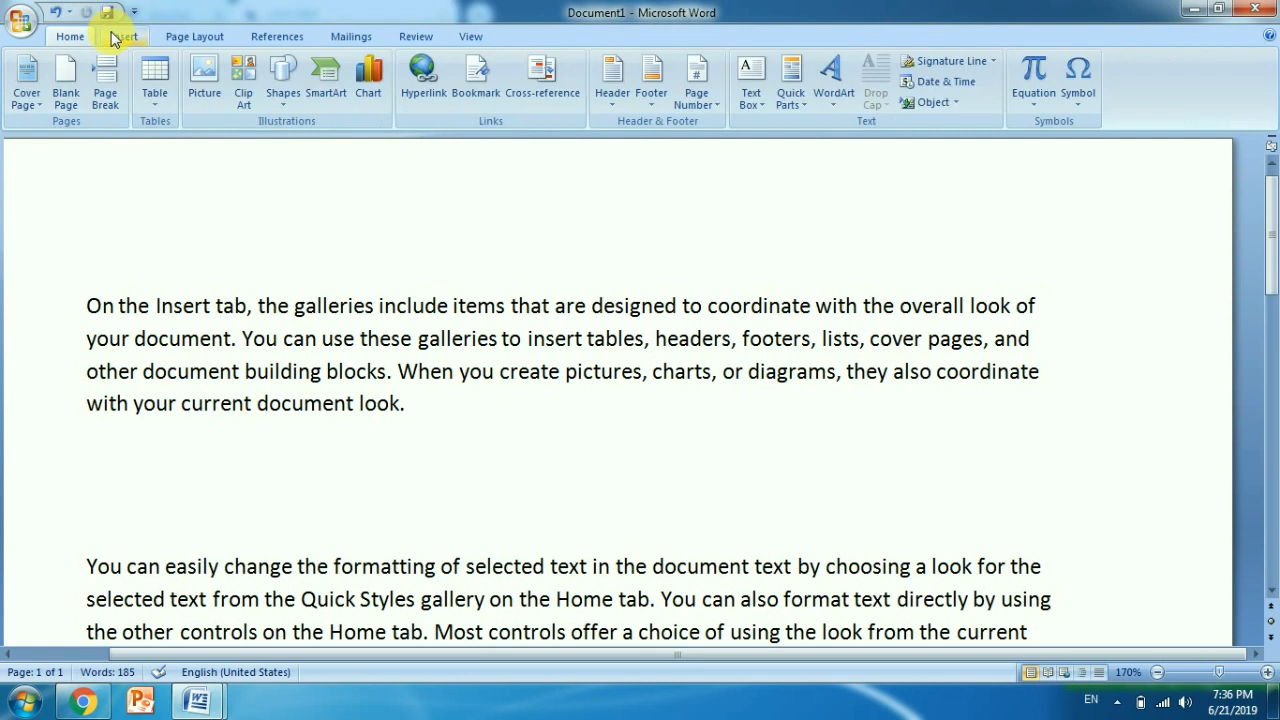 Document1 - Microsoft Word
Home Insert Page Layout References Mailings Review View
Cover Page Blank Page Page Break Table Picture Clip Art Shapes SmartArt Chart Hyperlink Bookmark Cross-reference Header Footer Page Number Text Box Quick Parts WordArt Drop Cap Signature Line Date & Time Object Equation Symbol
Pages Tables Illustrations Links Header & Footer Text Symbols
On the Insert tab, the galleries include items that are designed to coordinate with the overall look of
your document. You can use these galleries to insert tables, headers, footers, lists, cover pages, and
other document building blocks. When you create pictures, charts, or diagrams, they also coordinate
with your current document look.
You can easily change the formatting of selected text in the document text by choosing a look for the
selected text from the Quick Styles gallery on the Home tab. You can also format text directly by using
the other controls on the Home tab. Most controls offer a choice of using the look from the current
Page: 1 of 1 Words: 185 English (United States) 170%
EN 7:36 PM
6/21/2019